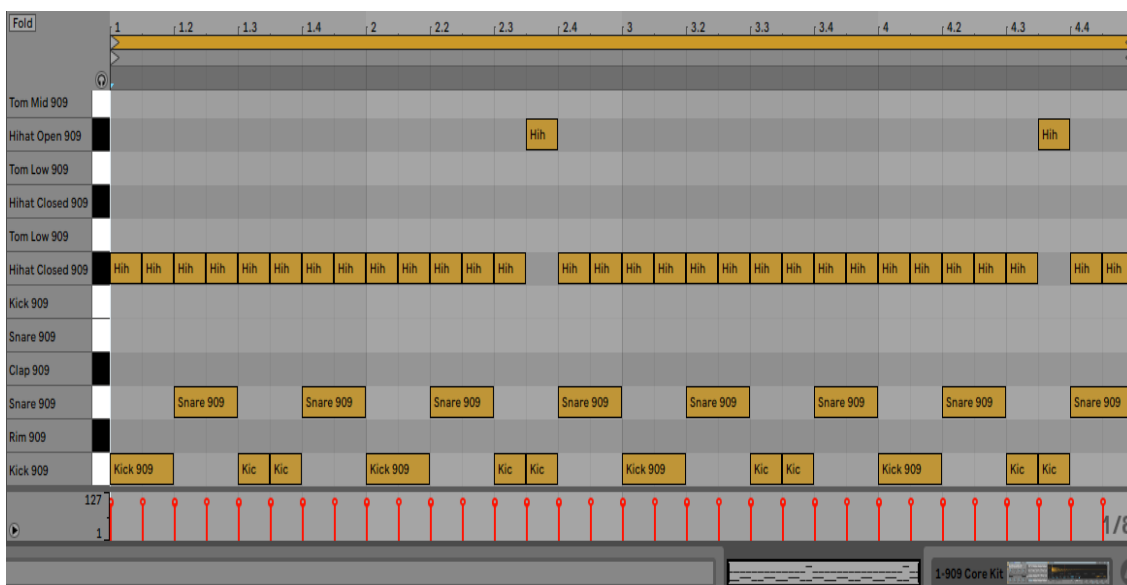 Fold
1 1.2 1.3 1.4 2 2.2 2.3 2.4 3 3.2 3.3 3.4 4 4.2 4.3 4.4
Tom Mid 909
Hihat Open 909 Hih Hih
Tom Low 909
Hihat Closed 909
Tom Low 909
Hihat Closed 909 Hih Hih Hih Hih Hih Hih Hih Hih Hih Hih Hih Hih Hih Hih Hih Hih Hih Hih Hih Hih Hih Hih Hih Hih Hih Hih Hih Hih Hih Hih
Kick 909
Snare 909
Clap 909
Snare 909 Snare 909 Snare 909 Snare 909 Snare 909 Snare 909 Snare 909 Snare 909 Snare 909
Rim 909
Kick 909 Kick 909 Kic Kic Kick 909 Kic Kic Kick 909 Kic Kic Kick 909 Kic Kic
127
1 1/8
1-909 Core Kit